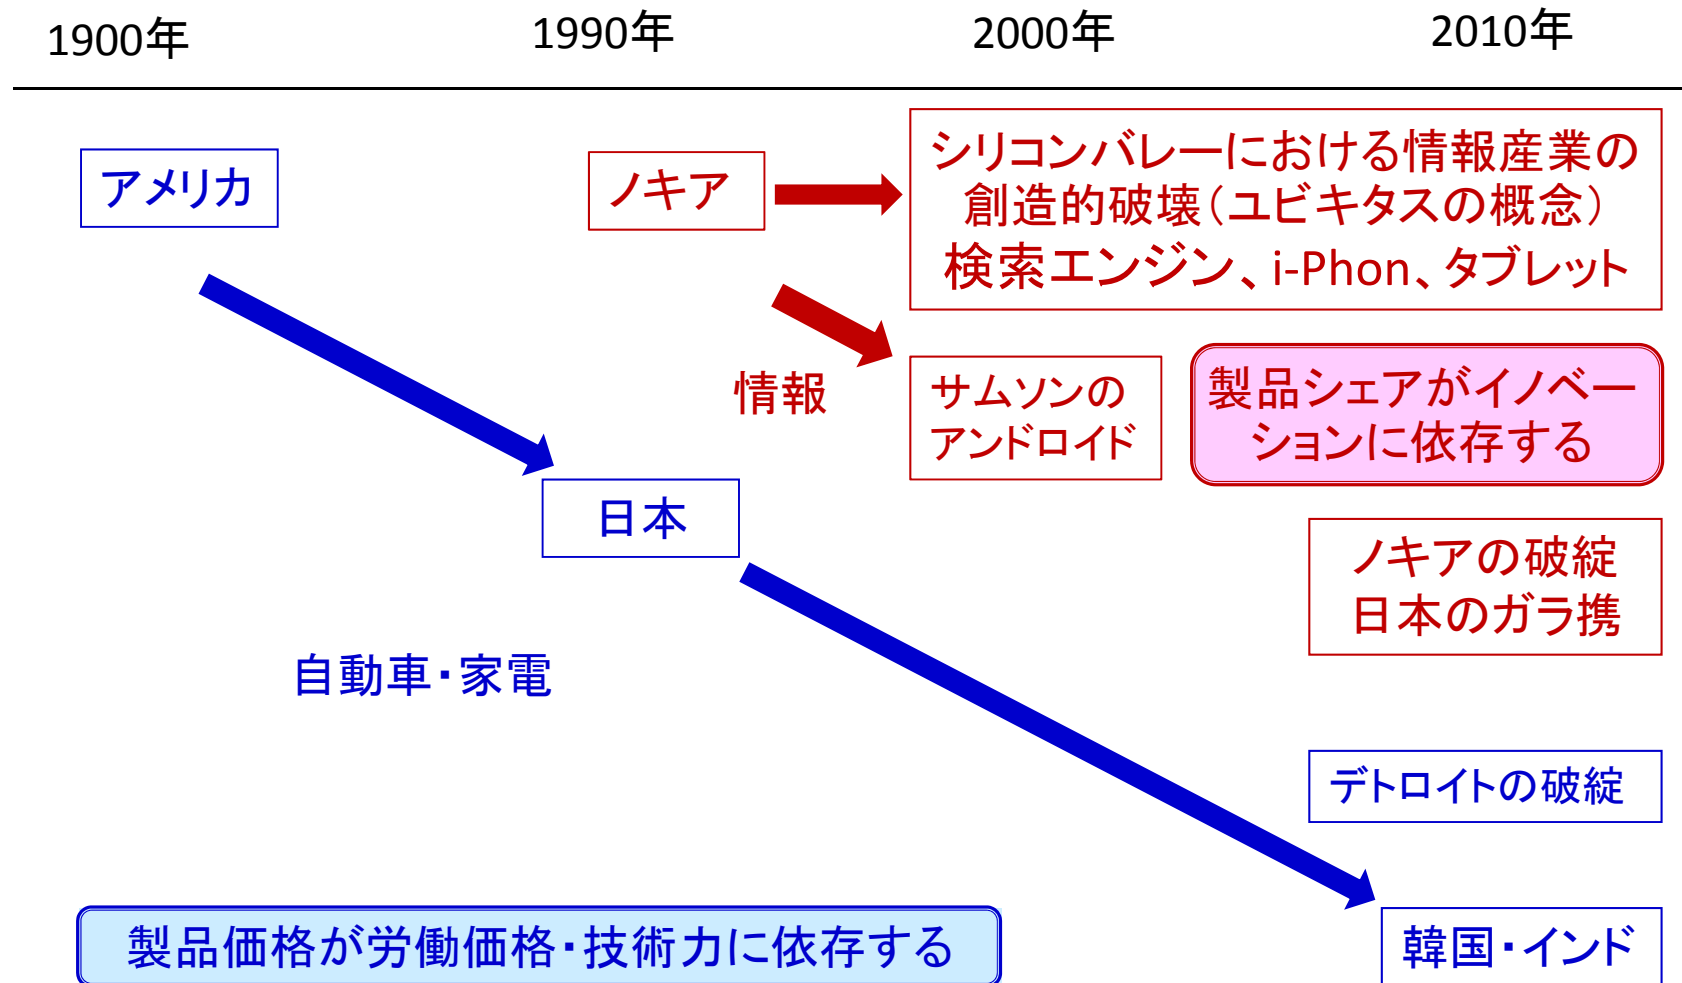 1900年
1990年
2000年
2010年
アメリカ
ノキア
シリコンバレーにおける情報産業の
創造的破壊(ユビキタスの概念)
検索エンジン、i-Phon、タブレット
情報
サムソンの
アンドロイド
製品シェアがイノベー
ションに依存する
日本
ノキアの破綻
日本のガラ携
自動車・家電
デトロイトの破綻
製品価格が労働価格・技術力に依存する
韓国・インド